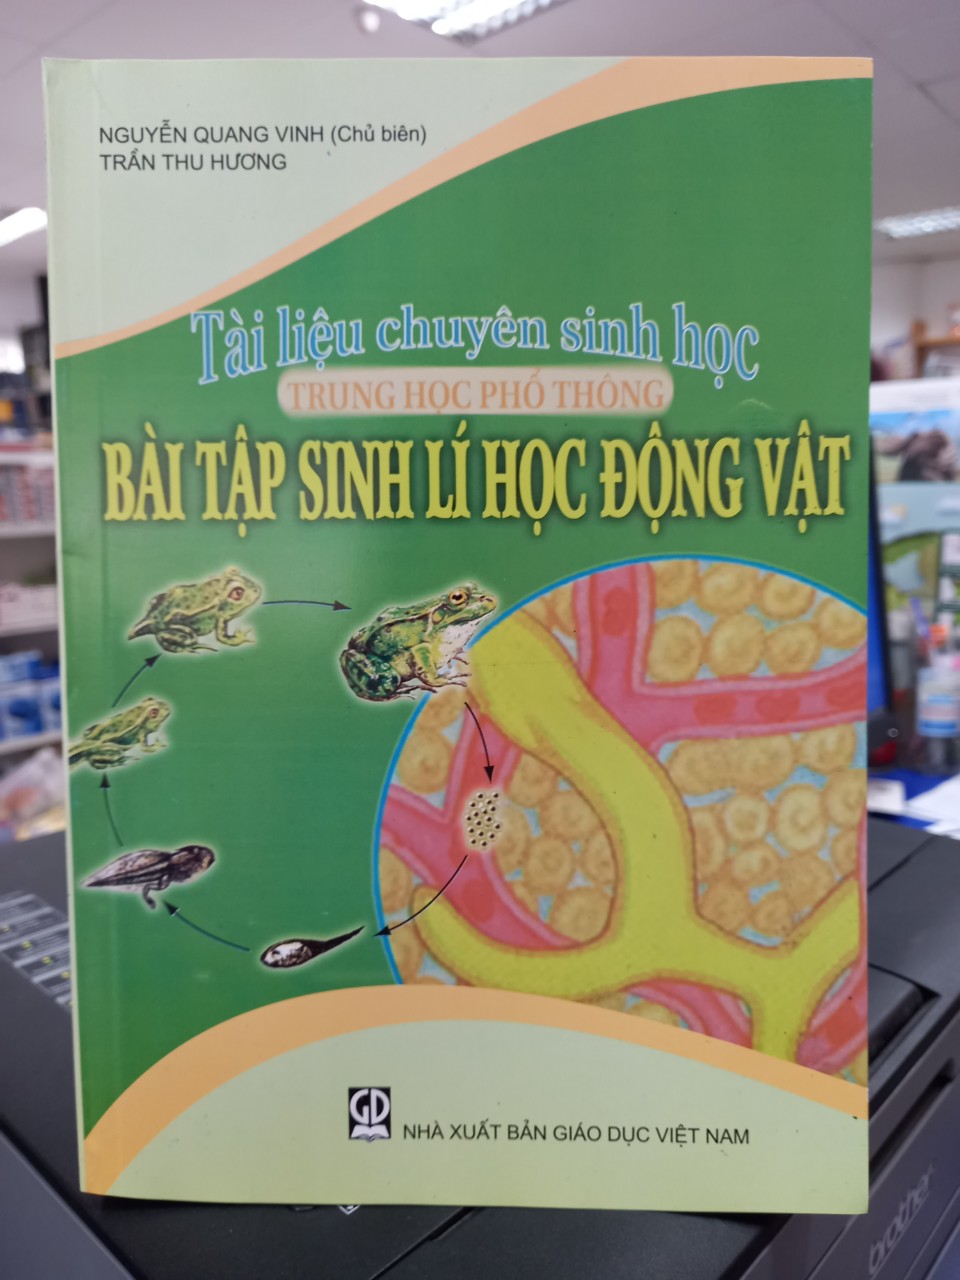 NGUYỄN QUANG VINH (Chủ biên)
TRẦN THU HƯƠNG
Tài liệu chuyên sinh học
TRUNG HỌC PHỔ THÔNG
BÀI TẬP SINH LÍ HỌC ĐỘNG VẬT
GD
NHÀ XUẤT BẢN GIÁO DỤC VIỆT NAM
brother